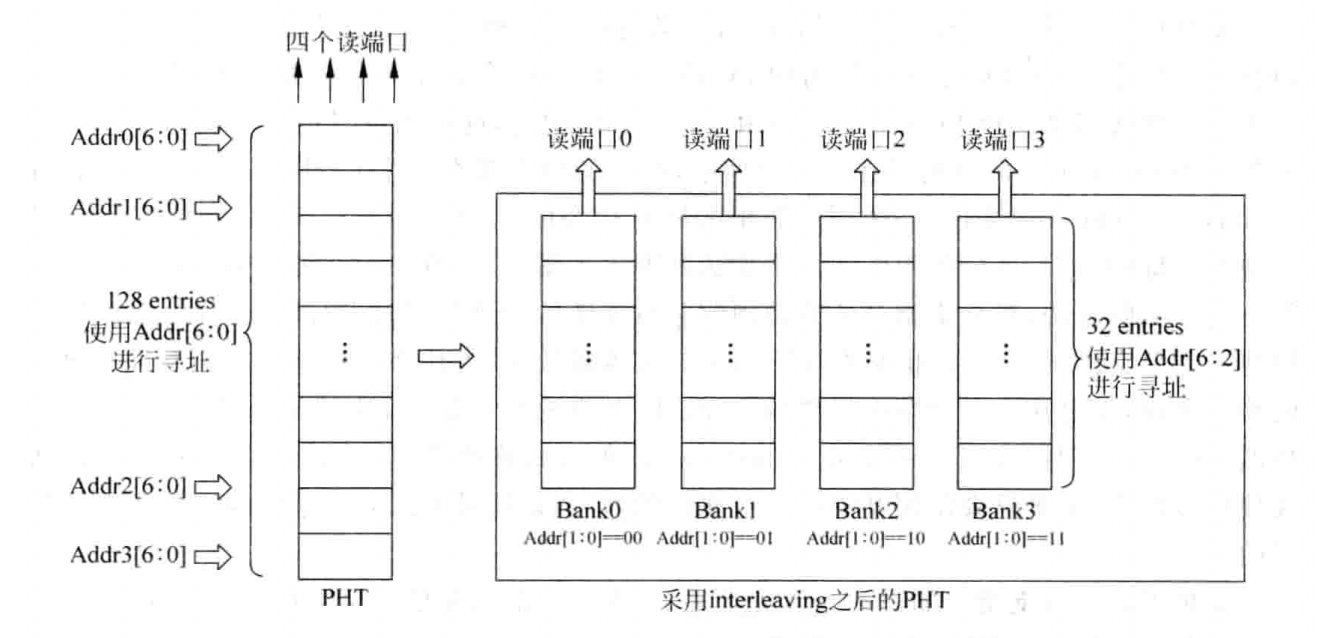 四个读端口
Addr0[6:0]
Addr1[6:0]
128 entries
使用Addr[6:0]
进行寻址
Addr2[6:0]
Addr3[6:0]
PHT
读端口0
读端口1
读端口2
读端口3
32 entries
使用Addr[6:2]
进行寻址
Bank0
Addr[1:0]==00
Bank1
Addr[1:0]==01
Bank2
Addr[1:0]==10
Bank3
Addr[1:0]==11
采用interleaving之后的PHT